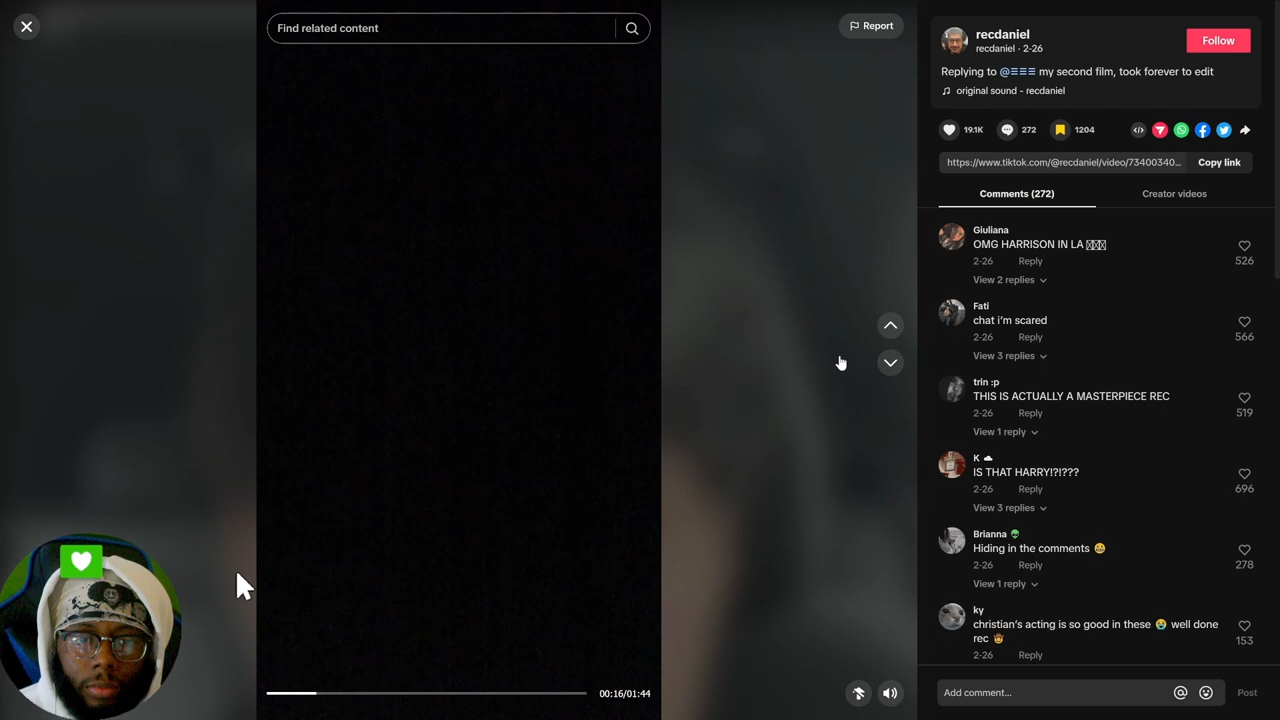 Find related content
Report
00:16/01:44
recdaniel
recdaniel · 2-26
Follow
Replying to @☰☰☰ my second film, took forever to edit
original sound - recdaniel
19.1K
272
1204
https://www.tiktok.com/@recdaniel/video/73400340...
Copy link
Comments (272)
Creator videos
Giuliana
OMG HARRISON IN LA
2-26 Reply
526
View 2 replies
Fati
chat i'm scared
2-26 Reply
566
View 3 replies
trin :p
THIS IS ACTUALLY A MASTERPIECE REC
2-26 Reply
519
View 1 reply
K ☁
IS THAT HARRY!?!???
2-26 Reply
696
View 3 replies
Brianna 👽
Hiding in the comments 😃
2-26 Reply
278
View 1 reply
ky
christian's acting is so good in these 😭 well done
rec 🤠
2-26 Reply
153
Add comment...
Post